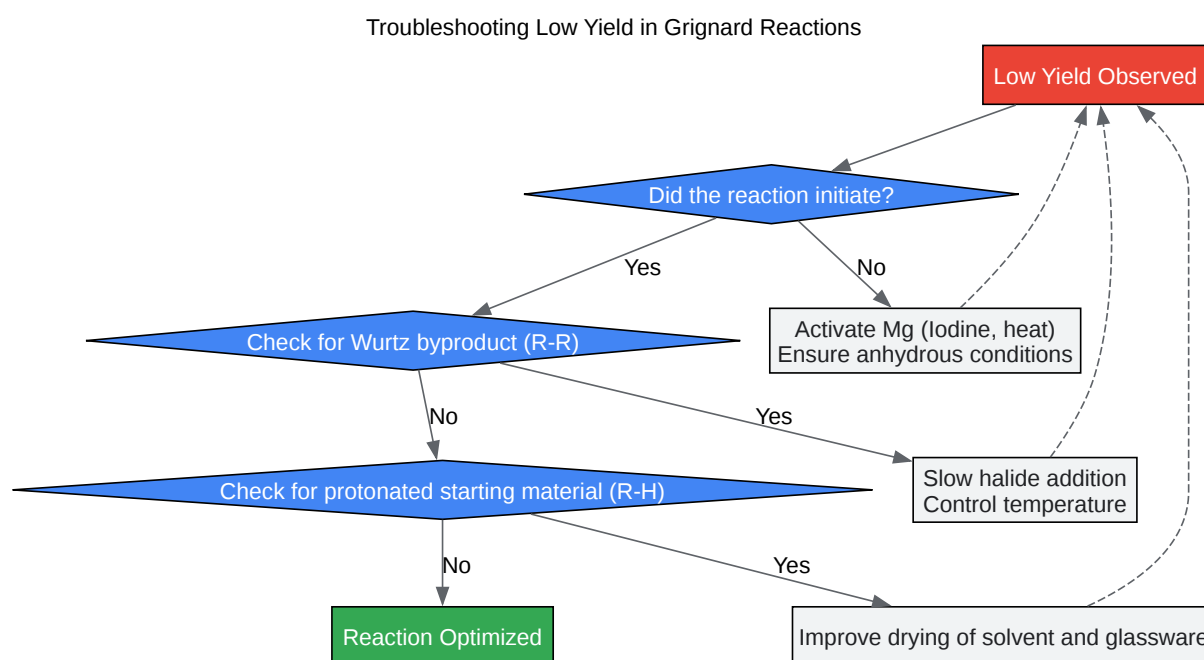 Troubleshooting Low Yield in Grignard Reactions
Low Yield Observed
Did the reaction initiate?
Yes
No
Activate Mg (Iodine, heat)
Ensure anhydrous conditions
Check for Wurtz byproduct (R-R)
No
Yes
Slow halide addition
Control temperature
Check for protonated starting material (R-H)
No
Yes
Reaction Optimized
Improve drying of solvent and glassware